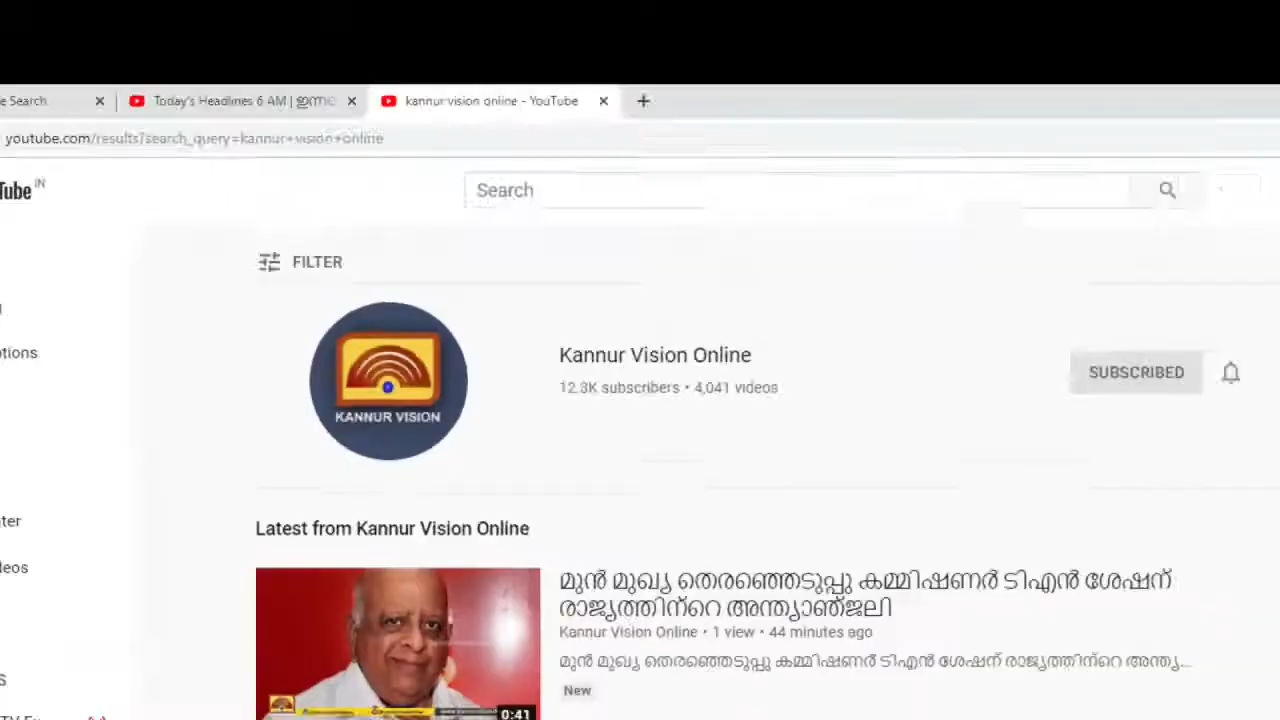 e Search
Today's Headlines 6 AM |
kannur vision online - YouTube
youtube.com/results?search_query=kannur+vision+online
Tube IN
Search
FILTER
KANNUR VISION
Kannur Vision Online
12.3K subscribers • 4,041 videos
SUBSCRIBED
Latest from Kannur Vision Online
മുൻ മുഖ്യ തെരഞ്ഞെടുപ്പു കമ്മിഷണർ ടിഎൻ ശേഷന്
രാജ്യത്തിന്റെ അന്ത്യാഞ്ജലി
Kannur Vision Online • 1 view • 44 minutes ago
മുൻ മുഖ്യ തെരഞ്ഞെടുപ്പു കമ്മിഷണർ ടിഎൻ ശേഷന് രാജ്യത്തിന്റെ അന്ത്യ...
New
0:41